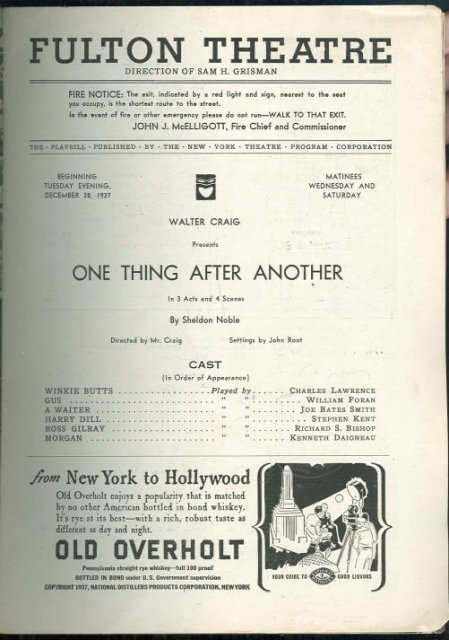 FULTON THEATRE
DIRECTION OF SAM H. GRISMAN
FIRE NOTICE: The exit, indicated by a red light and sign, nearest to the seat
you occupy, is the shortest route to the street.
In the event of fire or other emergency please do not run—WALK TO THAT EXIT.
JOHN J. McELLIGOTT, Fire Chief and Commissioner
THE · PLAYBILL · PUBLISHED · BY · THE · NEW · YORK · THEATRE · PROGRAM · CORPORATION
BEGINNING
TUESDAY EVENING,
DECEMBER 28, 1937
MATINEES
WEDNESDAY AND
SATURDAY
WALTER CRAIG
Presents
ONE THING AFTER ANOTHER
In 3 Acts and 4 Scenes
By Sheldon Noble
Directed by Mr. Craig Settings by John Root
CAST
(In Order of Appearance)
WINKIE BUTTS . . . . . . . . . . . . . . . Played by . . . . . . CHARLES LAWRENCE
GUS . . . . . . . . . . . . . . . . . . . . . . . " " . . . . . . . . . WILLIAM FORAN
A WAITER . . . . . . . . . . . . . . . . . . . " " . . . . . . . . JOE BATES SMITH
HARRY DILL . . . . . . . . . . . . . . . . . . " " . . . . . . . . . STEPHEN KENT
BOSS GILRAY . . . . . . . . . . . . . . . . . " " . . . . . . . RICHARD S. BISHOP
MORGAN . . . . . . . . . . . . . . . . . . . . " " . . . . . . . KENNETH DAIGNEAU
from New York to Hollywood
Old Overholt enjoys a popularity that is matched
by no other American bottled in bond whiskey.
It's rye at its best—with a rich, robust taste as
different as day and night.
OLD OVERHOLT
Pennsylvania straight rye whiskey—full 100 proof
BOTTLED IN BOND under U. S. Government supervision
COPYRIGHT 1937, NATIONAL DISTILLERS PRODUCTS CORPORATION, NEW YORK
YOUR GUIDE TO GOOD LIQUORS